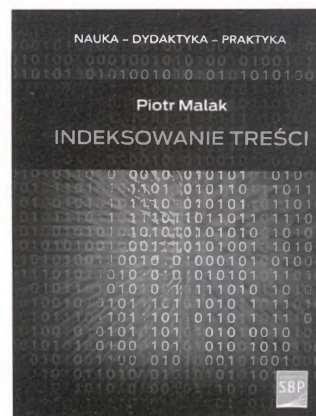 NAUKA – DYDAKTYKA – PRAKTYKA
Piotr Malak
INDEKSOWANIE TREŚCI
SBP